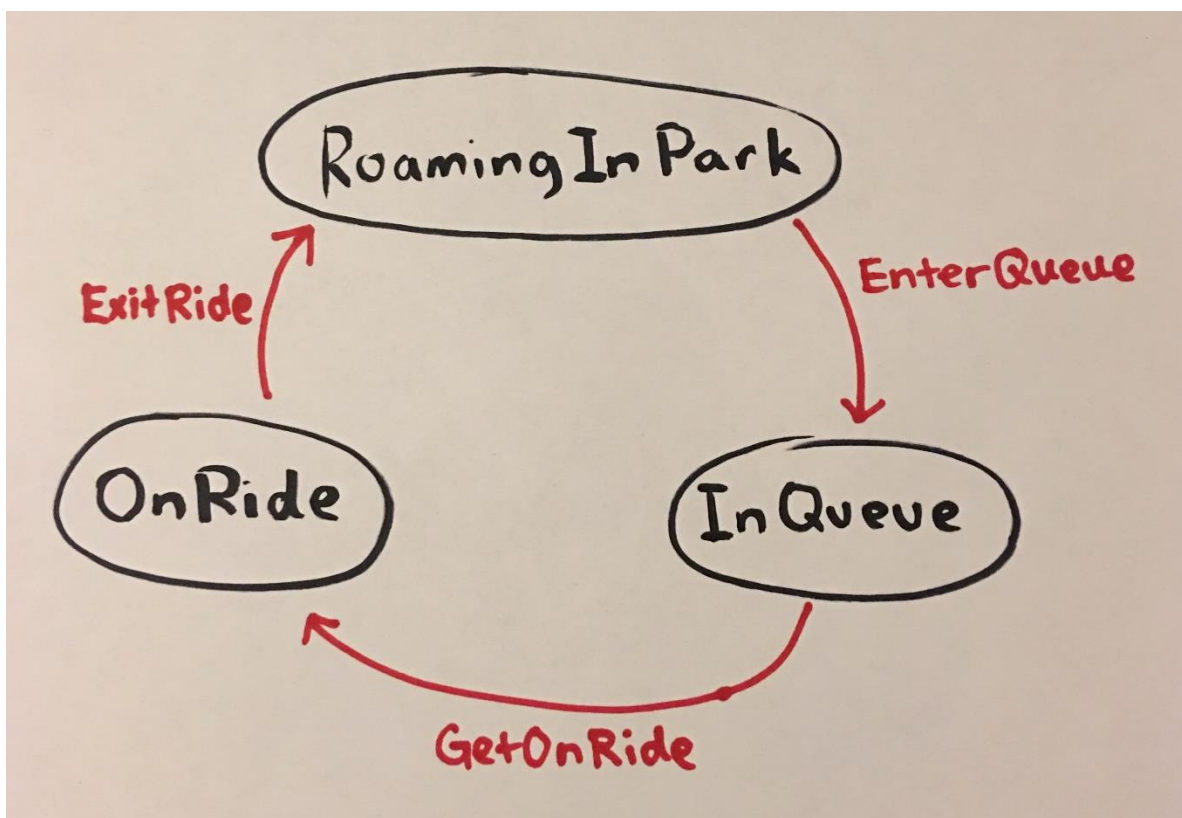 RoamingInPark
EnterQueue
ExitRide
OnRide
InQueue
GetOnRide